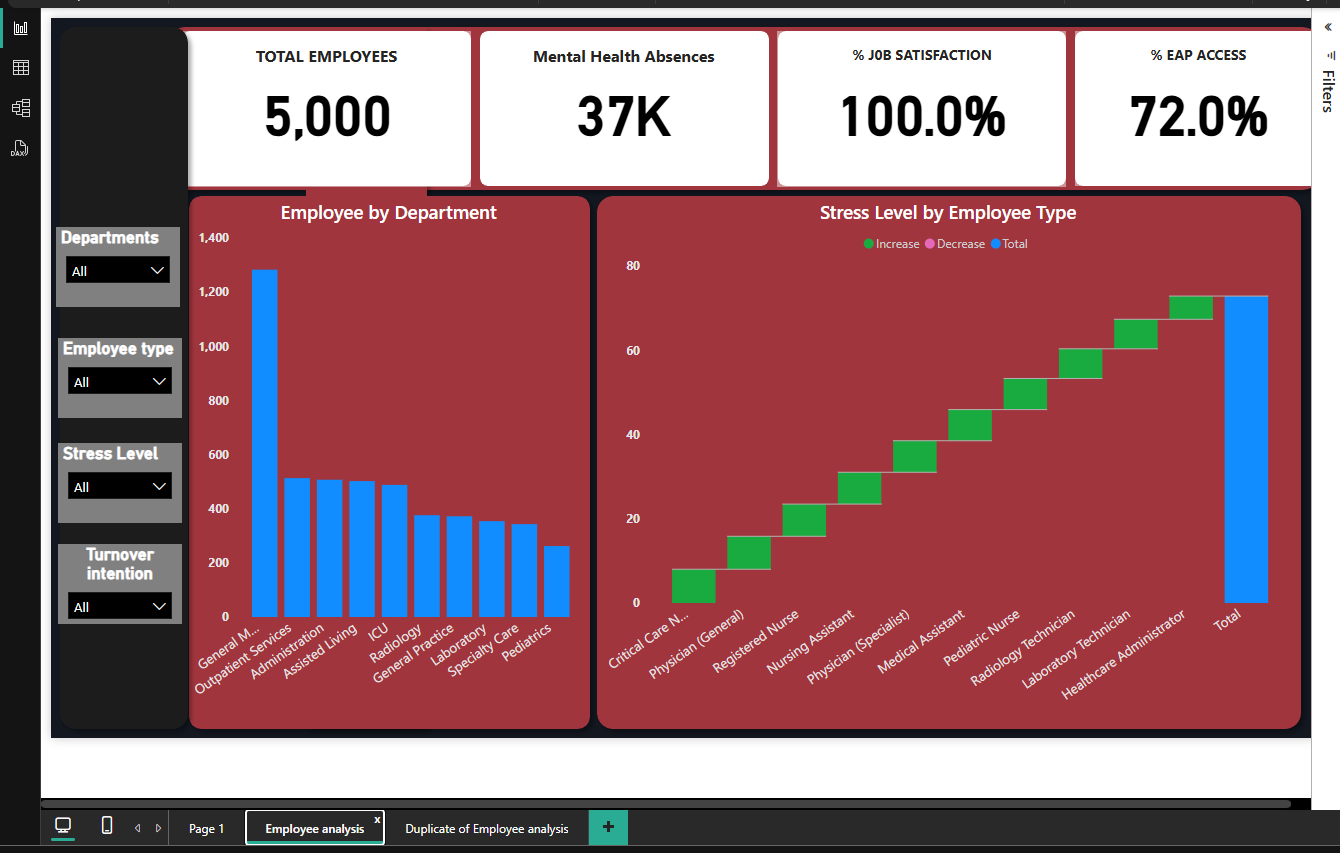 TOTAL EMPLOYEES
5,000
Mental Health Absences
37K
% J0B SATISFACTION
100.0%
% EAP ACCESS
72.0%
Filters
DAX
Departments
All
Employee type
All
Stress Level
All
Turnover
intention
All
Employee by Department
1,400
1,200
1,000
800
600
400
200
0
General M...
Outpatient Services
Administration
Assisted Living
ICU
Radiology
General Practice
Laboratory
Specialty Care
Pediatrics
Stress Level by Employee Type
Increase Decrease Total
80
60
40
20
0
Critical Care N...
Physician (General)
Registered Nurse
Nursing Assistant
Physician (Specialist)
Medical Assistant
Pediatric Nurse
Radiology Technician
Laboratory Technician
Healthcare Administrator
Total
Page 1
Employee analysis x
Duplicate of Employee analysis
+